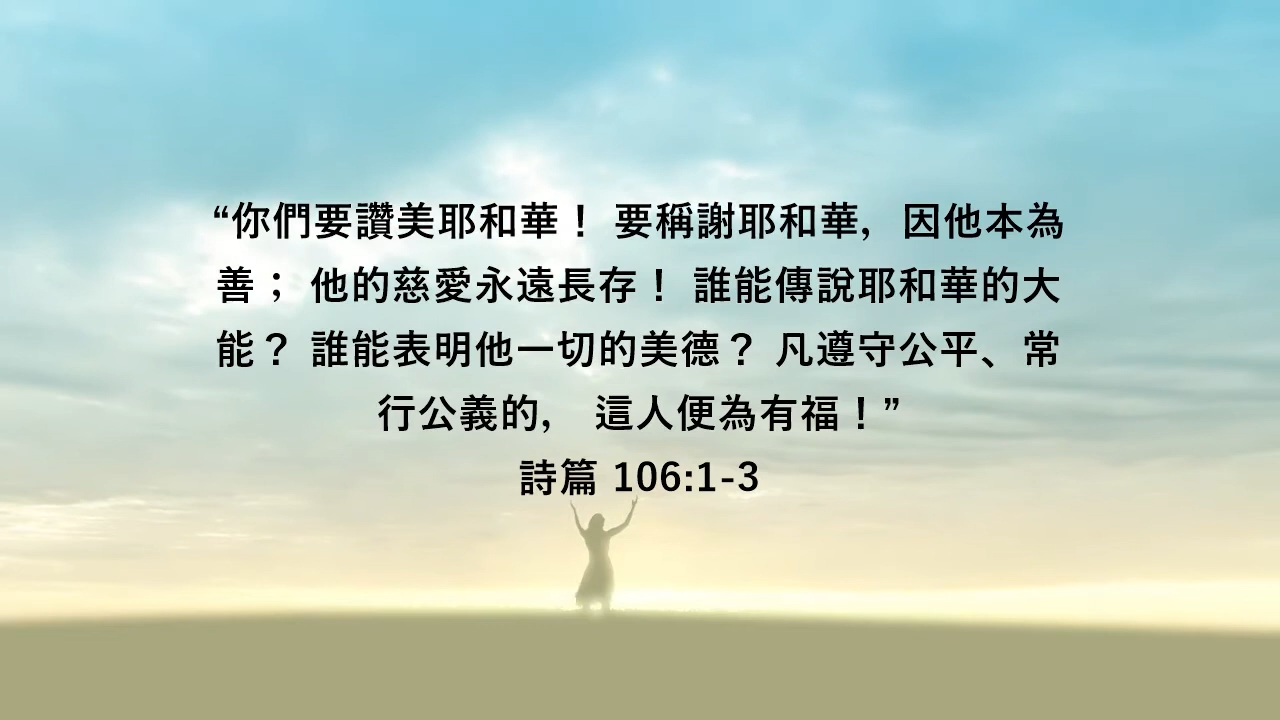 “你們要讚美耶和華！ 要稱謝耶和華，因他本為
善； 他的慈愛永遠長存！ 誰能傳說耶和華的大
能？ 誰能表明他一切的美德？ 凡遵守公平、常
行公義的， 這人便為有福！”
詩篇 106:1-3